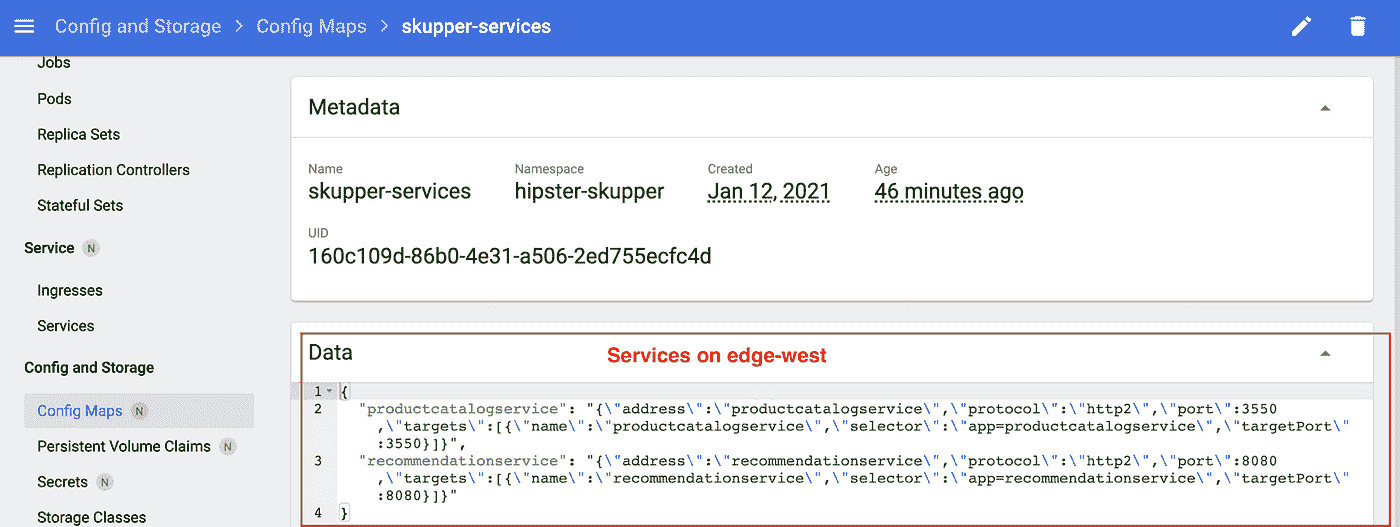 Config and Storage > Config Maps > skupper-services
Jobs
Pods
Replica Sets
Replication Controllers
Stateful Sets
Service N
Ingresses
Services
Config and Storage
Config Maps N
Persistent Volume Claims N
Secrets N
Storage Classes
Metadata
Name
skupper-services
Namespace
hipster-skupper
Created
Jan 12, 2021
Age
46 minutes ago
UID
160c109d-86b0-4e31-a506-2ed755ecfc4d
Data
Services on edge-west
1 {
2 "productcatalogservice": "{\"address\":\"productcatalogservice\",\"protocol\":\"http2\",\"port\":3550
,\"targets\":[{\"name\":\"productcatalogservice\",\"selector\":\"app=productcatalogservice\",\"targetPort\"
:3550}]}",
3 "recommendationservice": "{\"address\":\"recommendationservice\",\"protocol\":\"http2\",\"port\":8080
,\"targets\":[{\"name\":\"recommendationservice\",\"selector\":\"app=recommendationservice\",\"targetPort\"
:8080}]}"
4 }